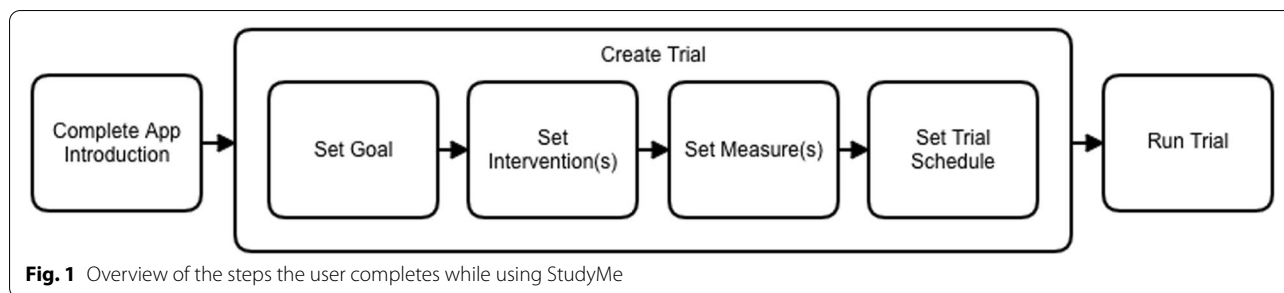 Create Trial
Complete App
Introduction
Set Goal
Set
Intervention(s)
Set Measure(s)
Set Trial
Schedule
Run Trial
Fig. 1 Overview of the steps the user completes while using StudyMe